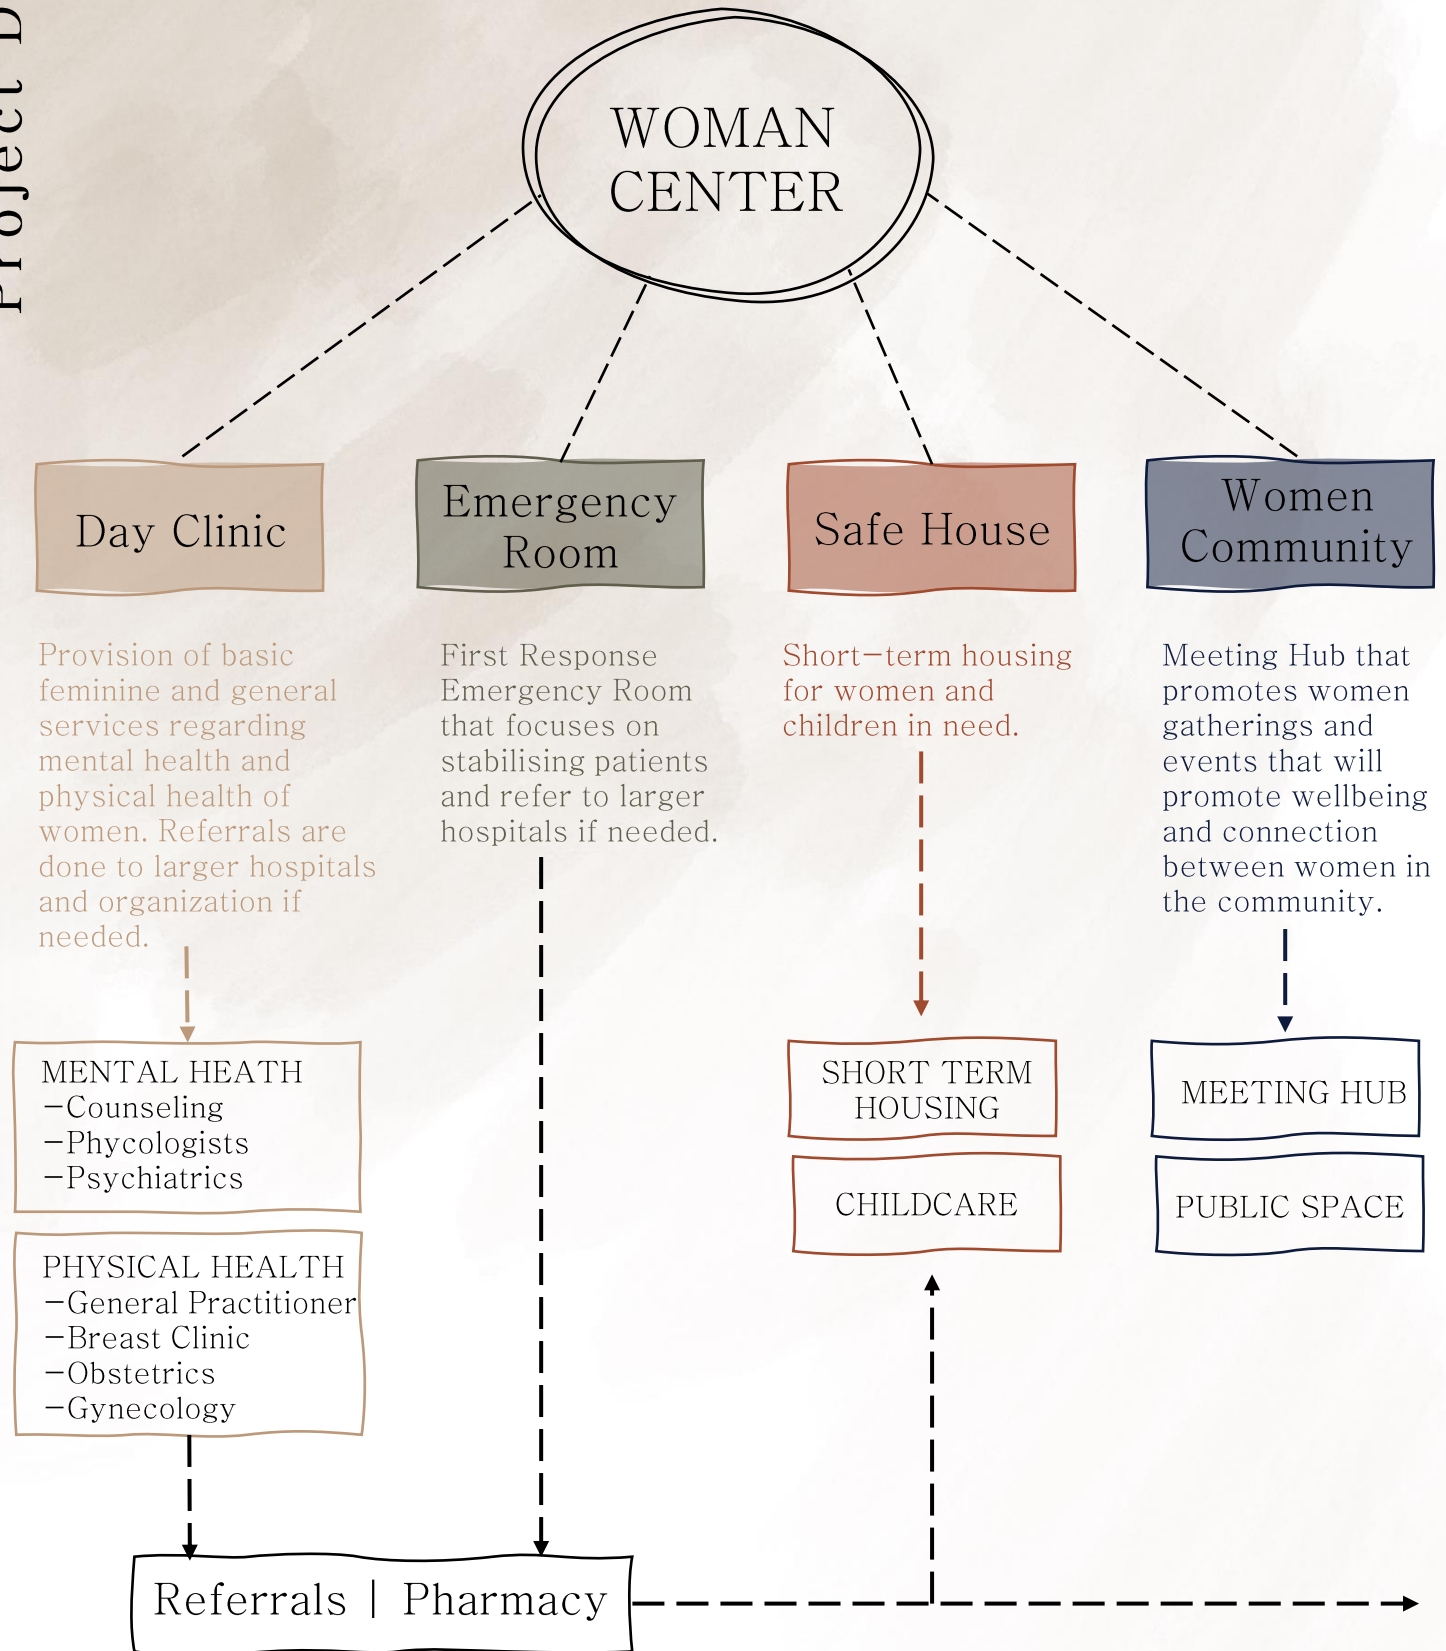 Project D
WOMAN
CENTER
Day Clinic
Emergency
Room
Safe House
Women
Community
Provision of basic
feminine and general
services regarding
mental health and
physical health of
women. Referrals are
done to larger hospitals
and organization if
needed.
First Response
Emergency Room
that focuses on
stabilising patients
and refer to larger
hospitals if needed.
Short-term housing
for women and
children in need.
Meeting Hub that
promotes women
gatherings and
events that will
promote wellbeing
and connection
between women in
the community.
MENTAL HEATH
-Counseling
-Phycologists
-Psychiatrics
PHYSICAL HEALTH
-General Practitioner
-Breast Clinic
-Obstetrics
-Gynecology
SHORT TERM
HOUSING
CHILDCARE
MEETING HUB
PUBLIC SPACE
Referrals | Pharmacy